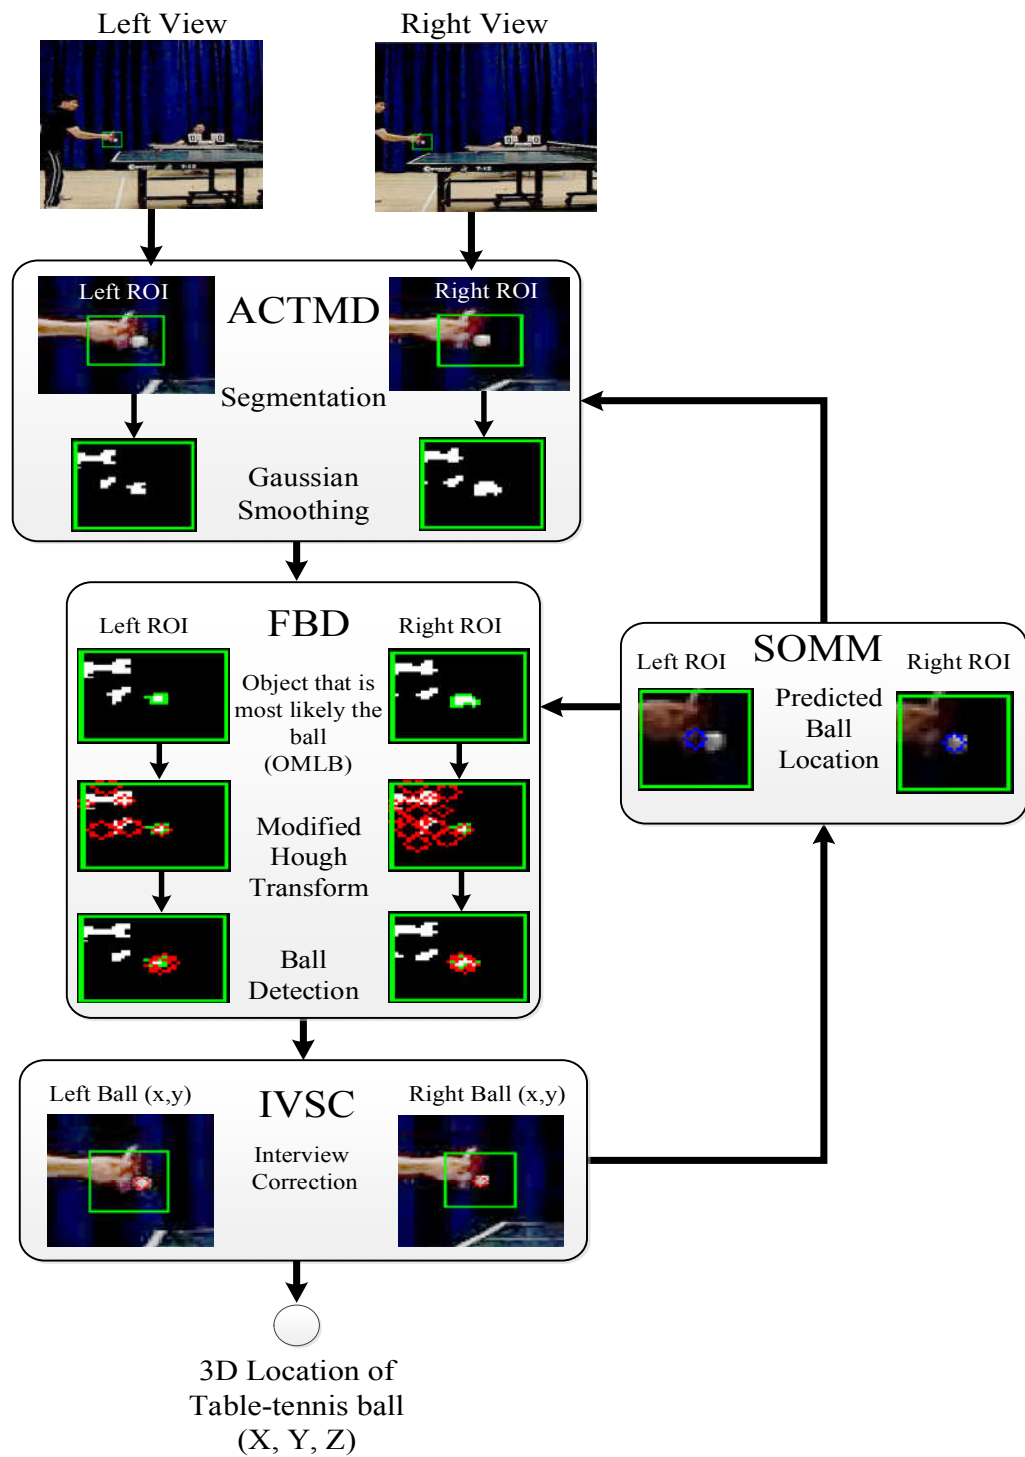 Left View
Right View
ACTMD
Left ROI
Right ROI
Segmentation
Gaussian
Smoothing
FBD
Left ROI
Right ROI
Object that is
most likely the
ball
(OMLB)
Modified
Hough
Transform
Ball
Detection
SOMM
Left ROI
Right ROI
Predicted
Ball
Location
IVSC
Left Ball (x,y)
Right Ball (x,y)
Interview
Correction
3D Location of
Table-tennis ball
(X, Y, Z)